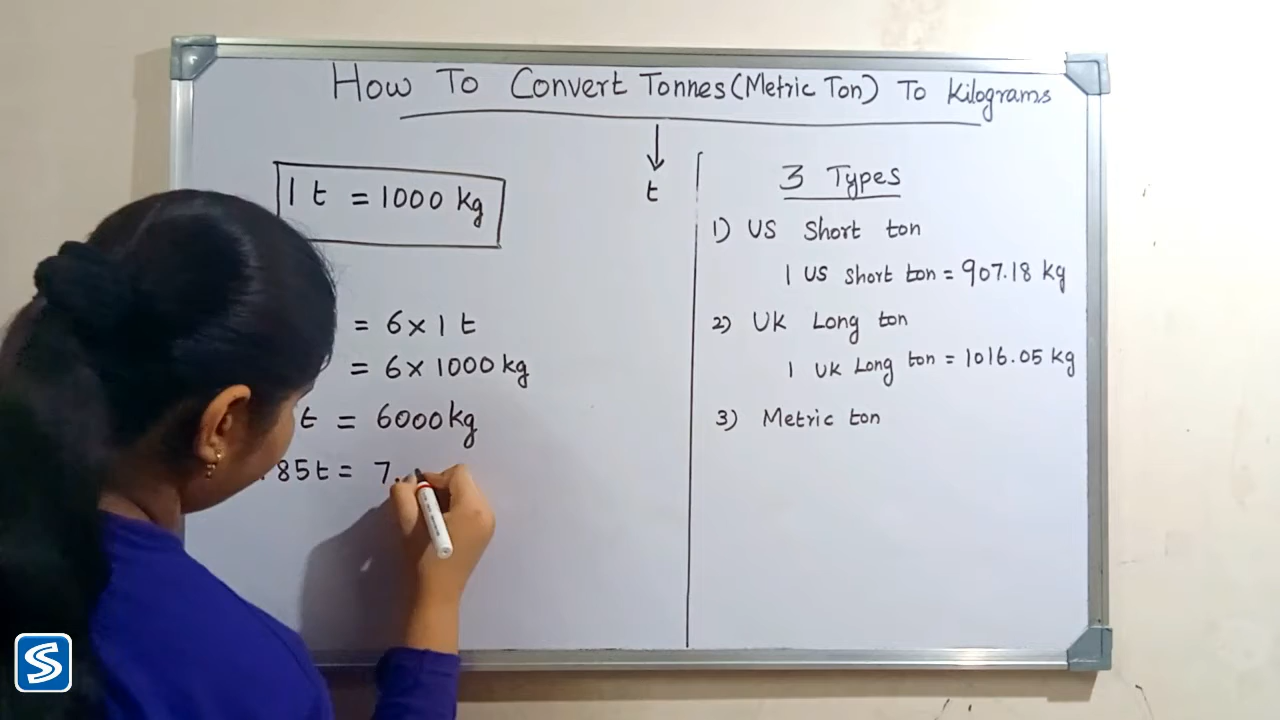 How To Convert Tonnes (Metric Ton) To Kilograms
t
1 t = 1000 kg
= 6 × 1 t
= 6 × 1000 kg
t = 6000 kg
.85t = 7.
3 Types
1) US Short ton
1 US short ton = 907.18 kg
2) UK Long ton
1 UK Long ton = 1016.05 kg
3) Metric ton
S